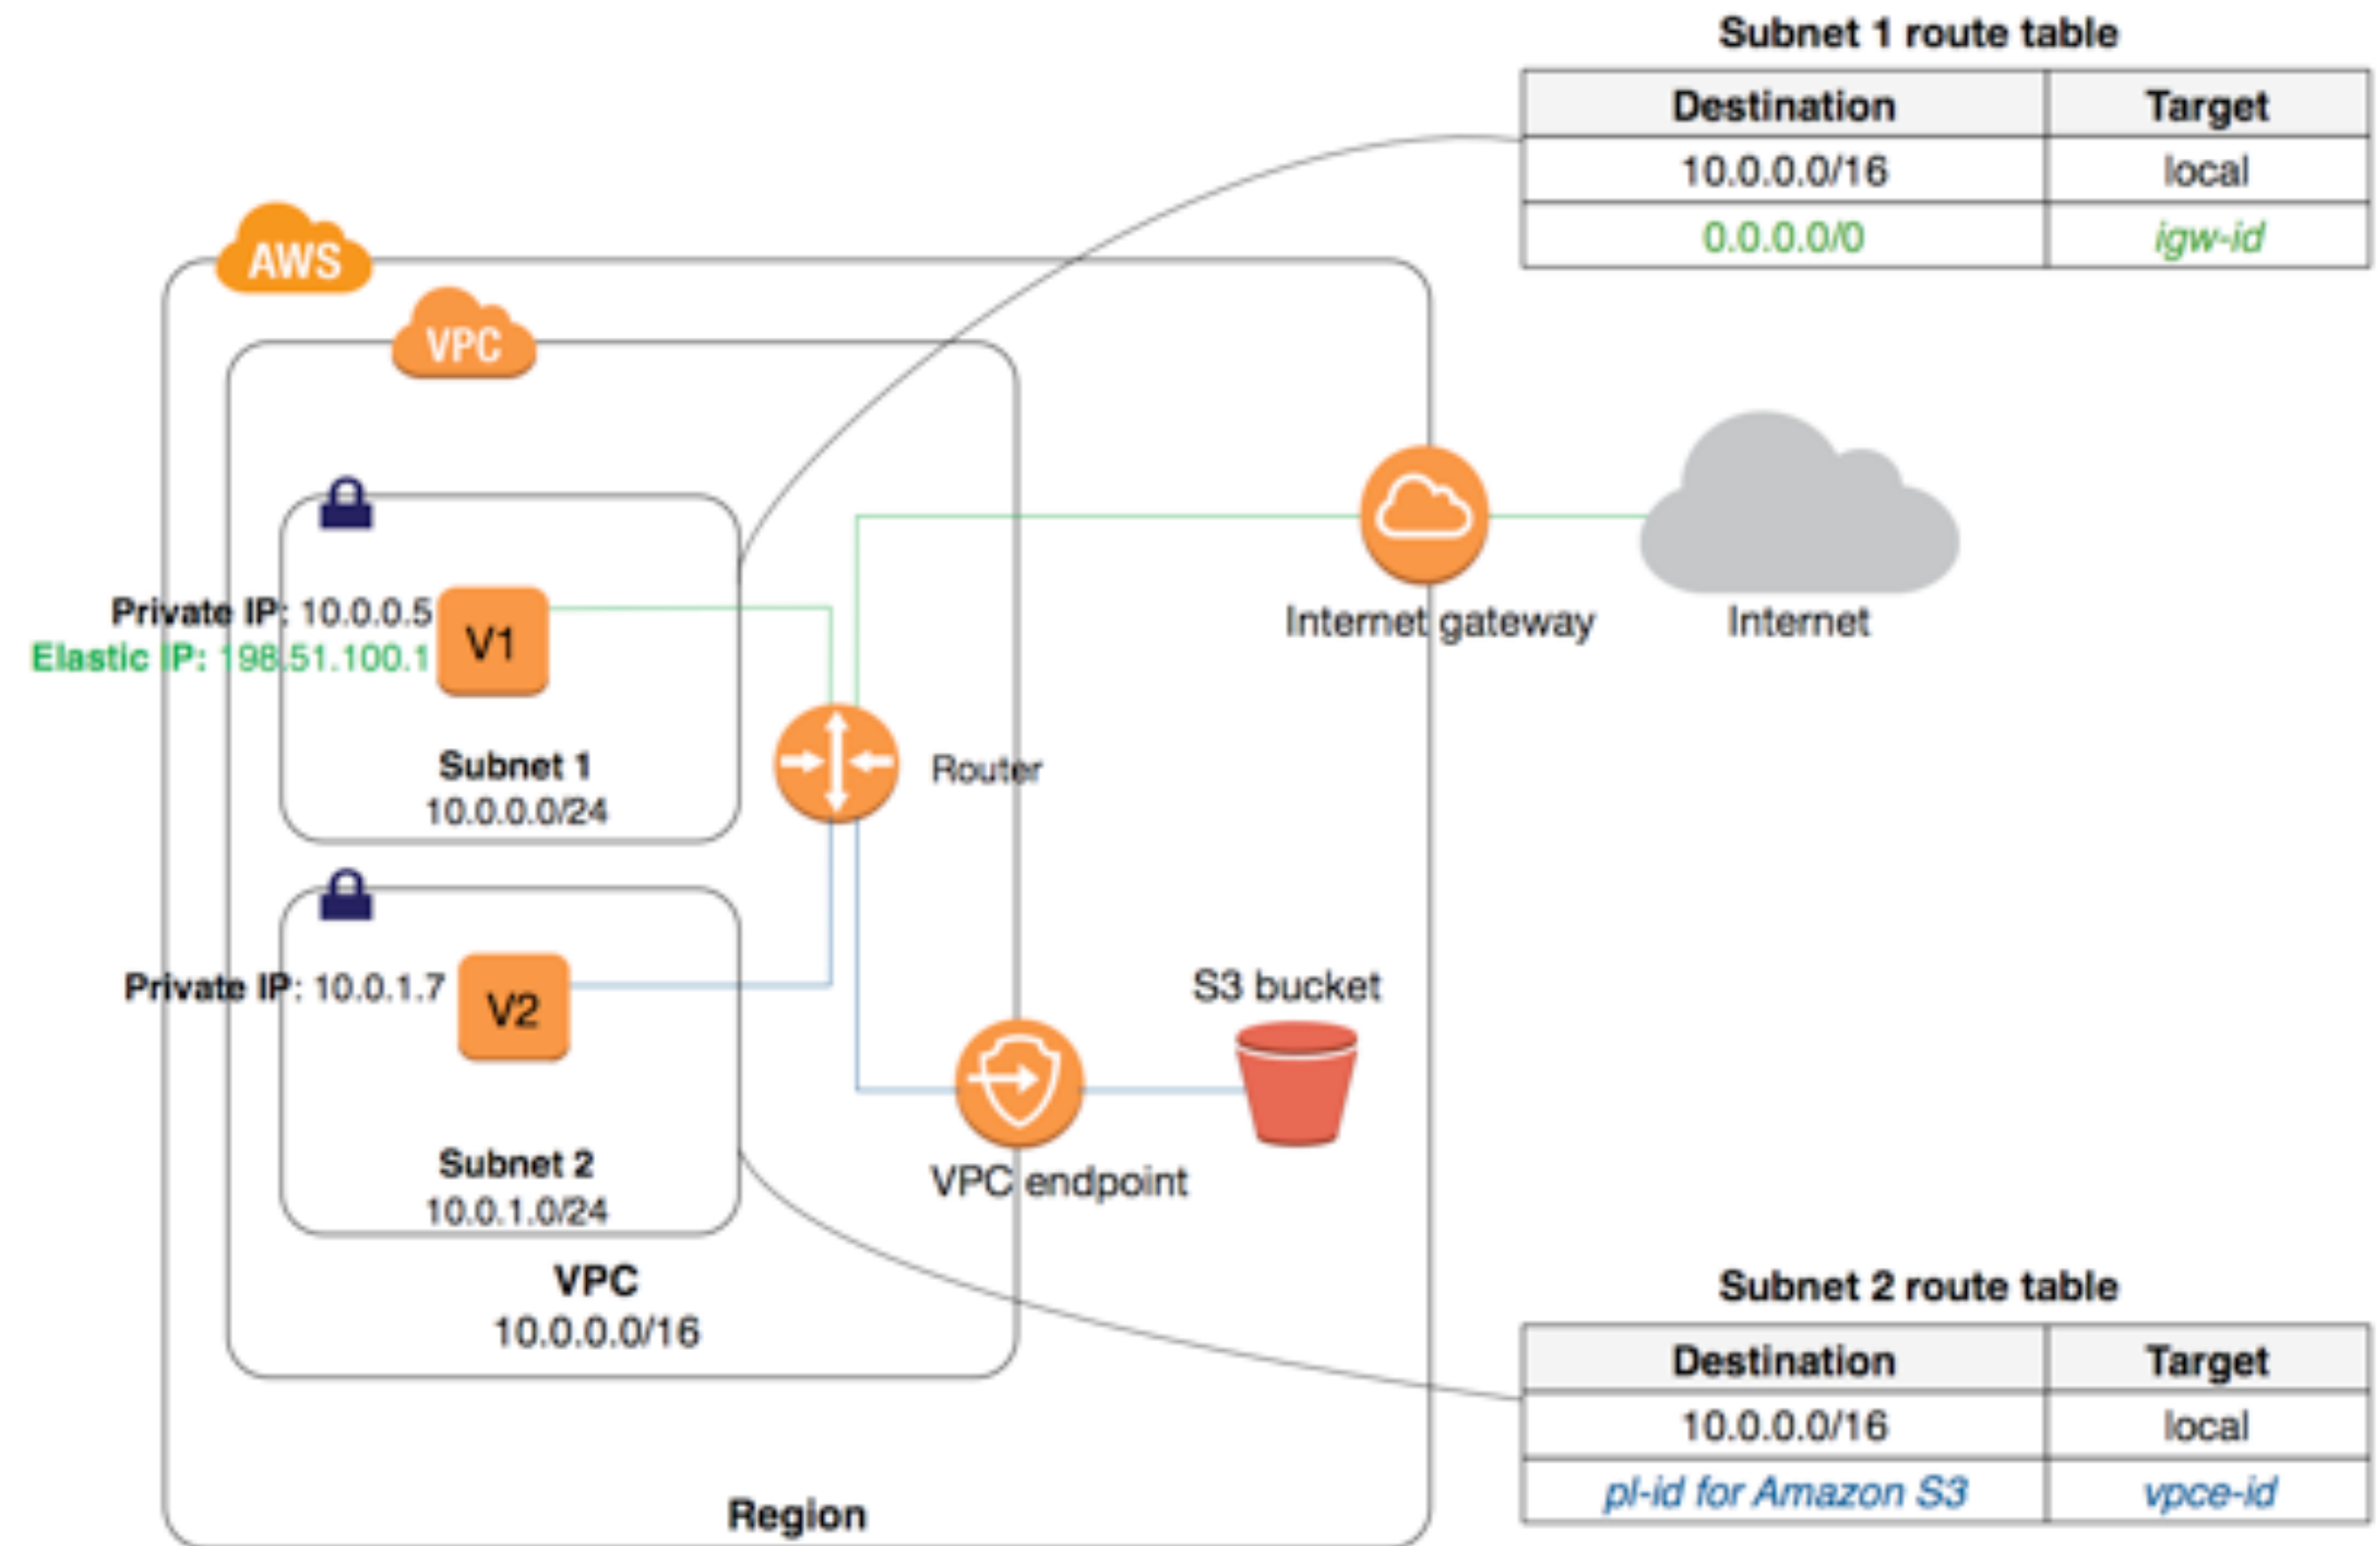 Subnet 1 route table
Destination Target
10.0.0.0/16 local
0.0.0.0/0 igw-id
AWS
VPC
Private IP: 10.0.0.5
Elastic IP: 198.51.100.1
V1
Subnet 1
10.0.0.0/24
Router
Internet gateway
Internet
Private IP: 10.0.1.7
V2
Subnet 2
10.0.1.0/24
S3 bucket
VPC endpoint
VPC
10.0.0.0/16
Region
Subnet 2 route table
Destination Target
10.0.0.0/16 local
pl-id for Amazon S3 vpce-id